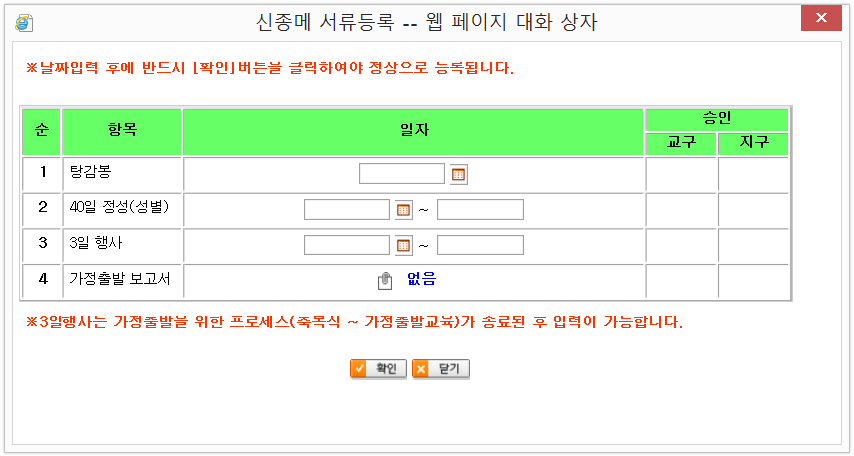 신종메 서류등록 -- 웹 페이지 대화 상자
※날짜입력 후에 반드시 [확인]버튼을 클릭하여야 정상으로 등록됩니다.
순 항목 일자 승인
교구 지구
1 탕감봉
2 40일 정성(성별) ~
3 3일 행사 ~
4 가정출발 보고서 없음
※3일행사는 가정출발을 위한 프로세스(축복식 ~ 가정출발교육)가 종료된 후 입력이 가능합니다.
확인 닫기